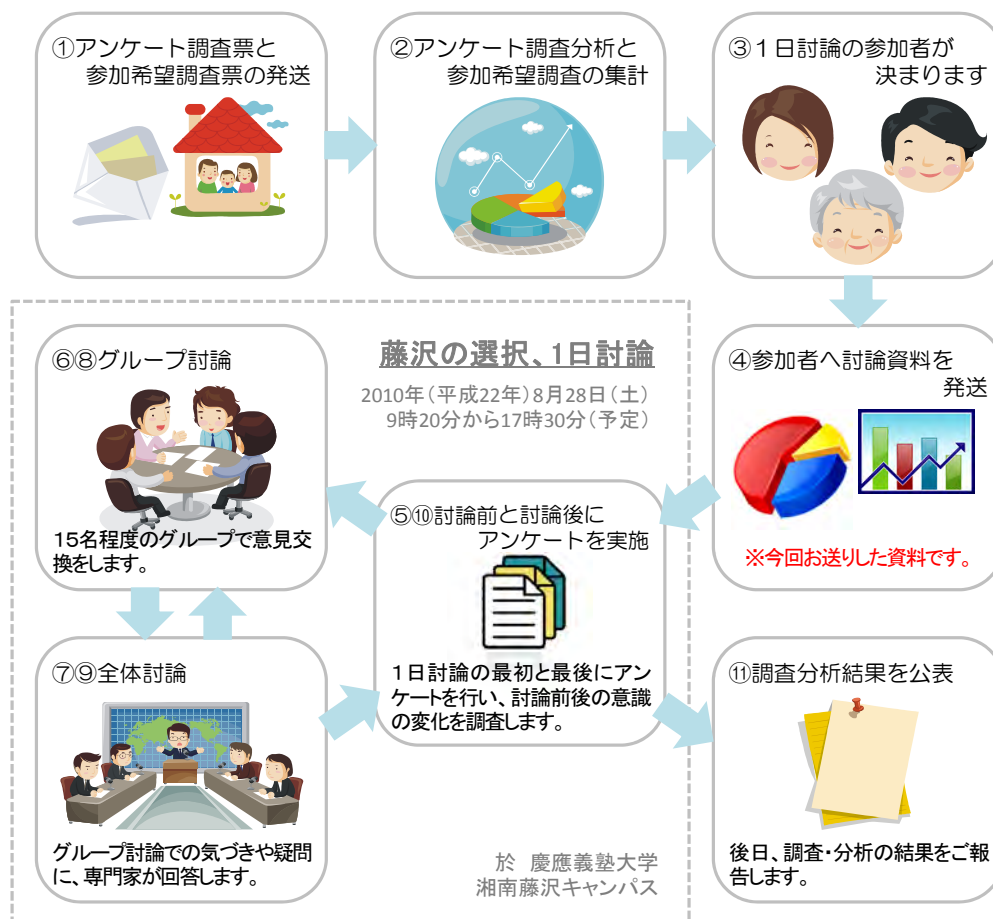 ①アンケート調査票と
参加希望調査票の発送
②アンケート調査分析と
参加希望調査の集計
③１日討論の参加者が
決まります
④参加者へ討論資料を
発送
※今回お送りした資料です。
藤沢の選択、1日討論
2010年（平成22年）8月28日（土）
9時20分から17時30分（予定）
⑤⑩討論前と討論後に
アンケートを実施
１日討論の最初と最後にアン
ケートを行い、討論前後の意識
の変化を調査します。
⑥⑧グループ討論
15名程度のグループで意見交
換をします。
⑦⑨全体討論
グループ討論での気づきや疑問
に、専門家が回答します。
於 慶應義塾大学
湘南藤沢キャンパス
⑪調査分析結果を公表
後日、調査・分析の結果をご報
告します。